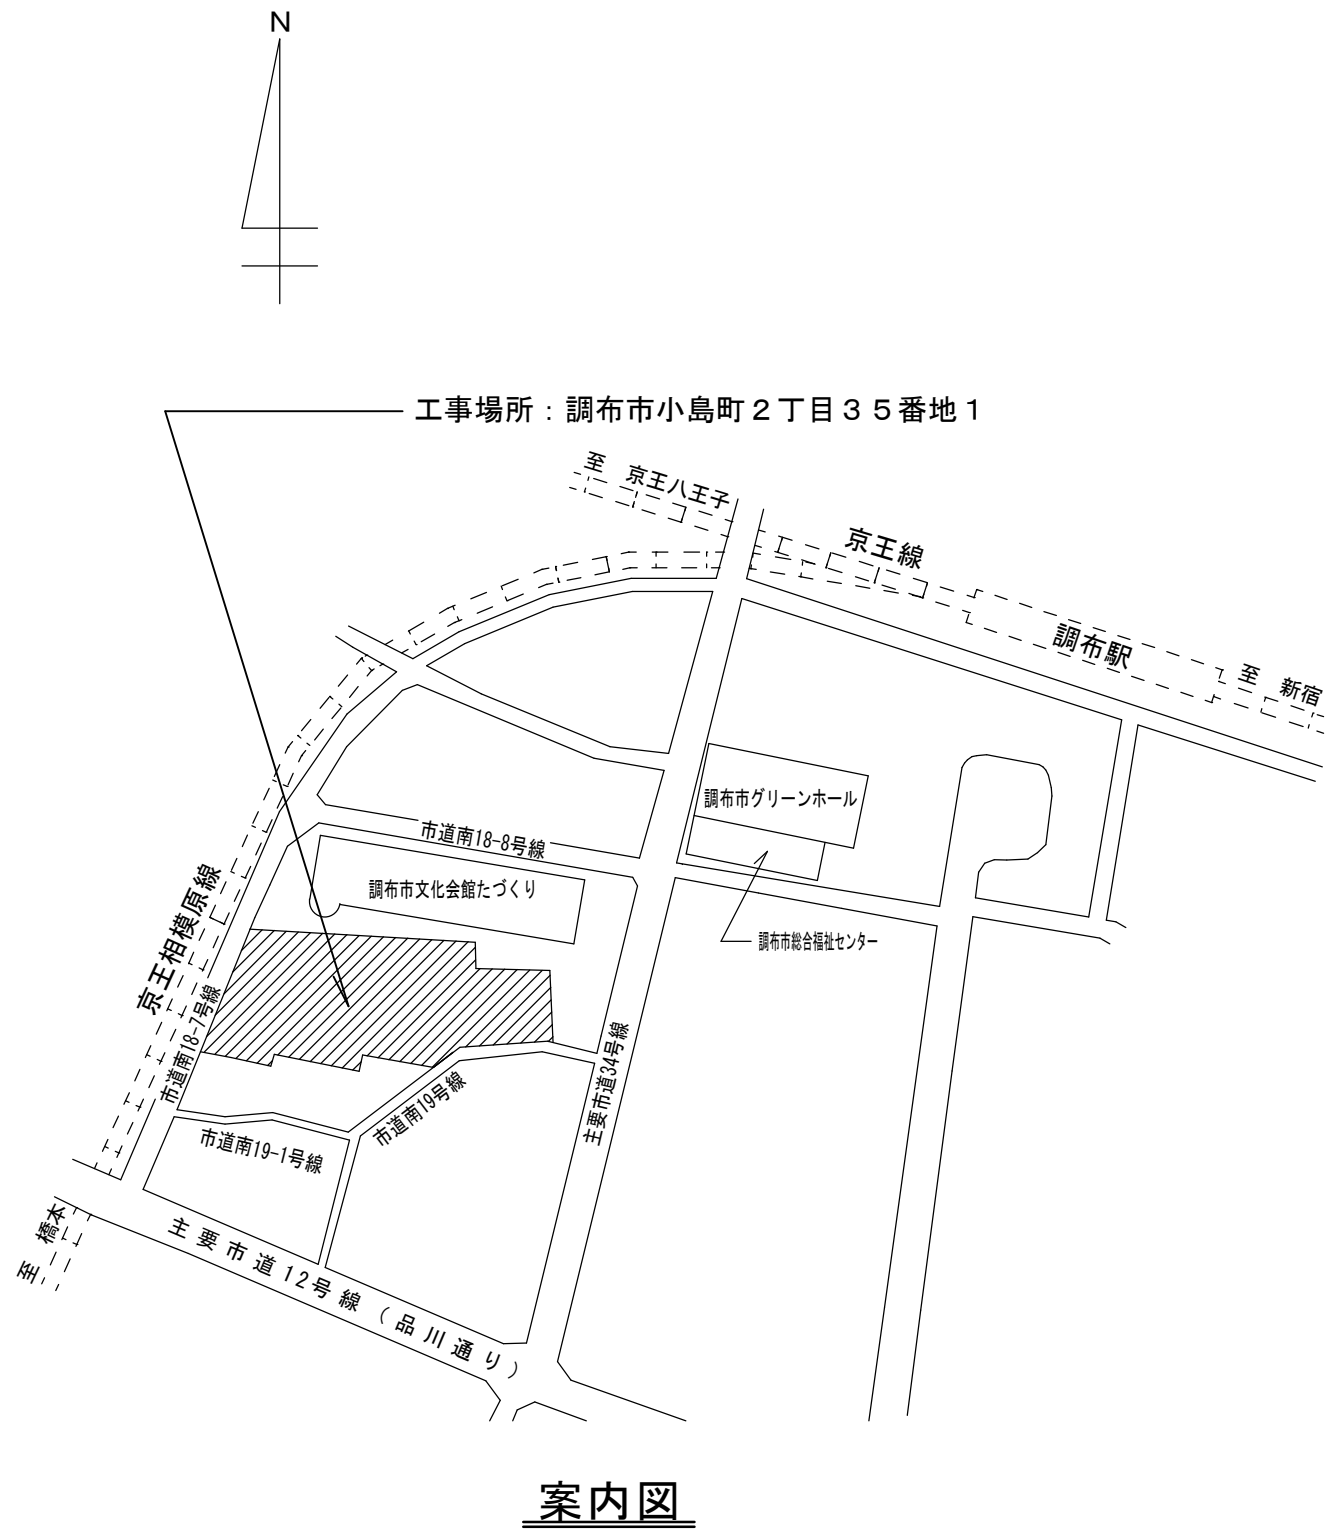 N
工事場所：調布市小島町２丁目３５番地１
至　京王八王子
京王線
調布駅
至　新宿
調布市グリーンホール
市道南18-8号線
調布市文化会館たづくり
調布市総合福祉センター
京王相模原線
市道南18-7号線
主要市道34号線
市道南19号線
市道南19-1号線
至　橋本
主要市道12号線（品川通り）
案内図